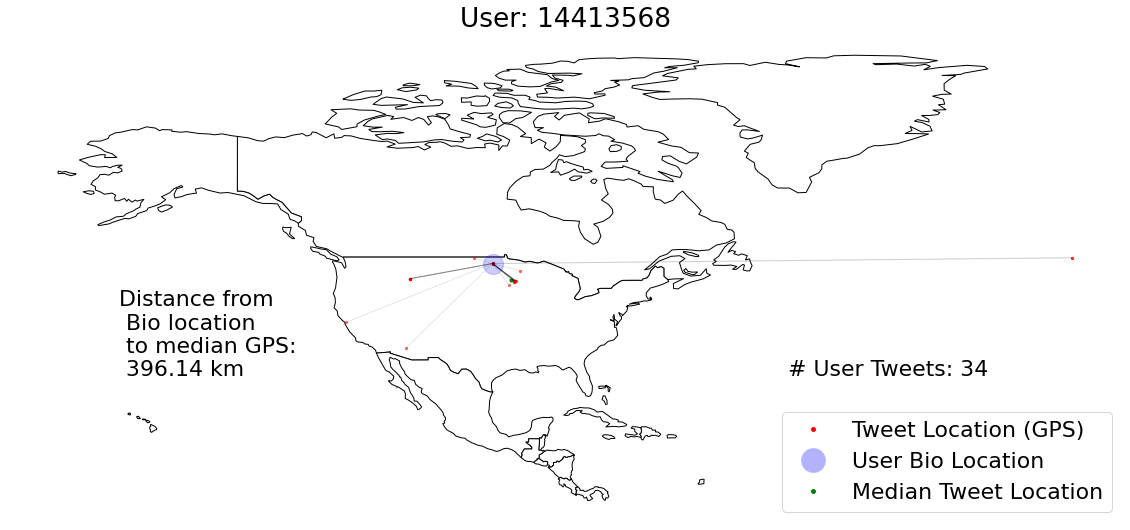 User: 14413568
Distance from
Bio location
to median GPS:
396.14 km
# User Tweets: 34
Tweet Location (GPS)
User Bio Location
Median Tweet Location